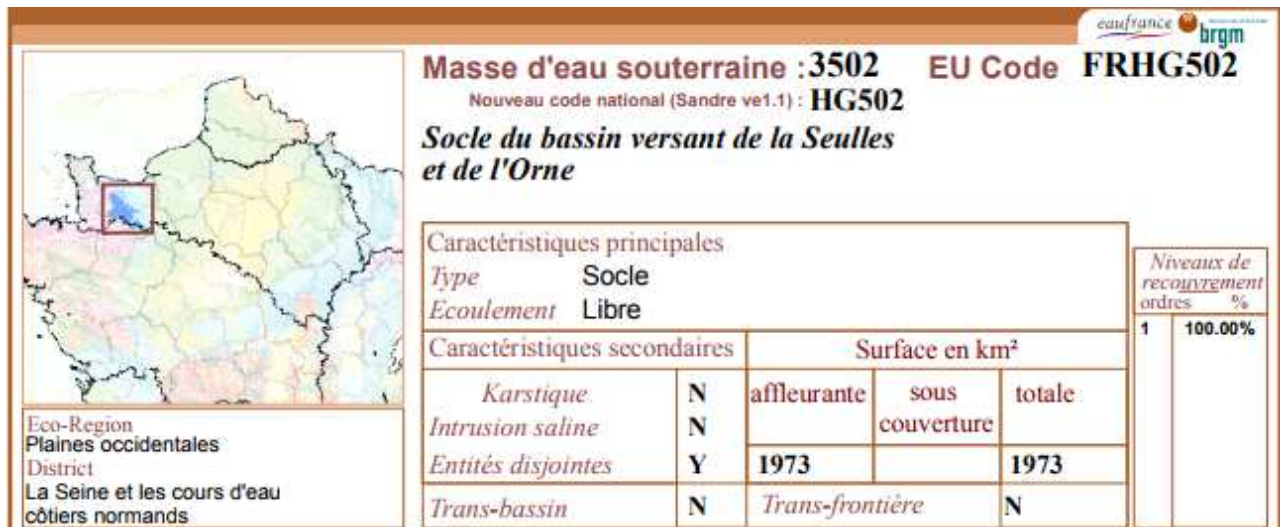 eaufrance
brgm
Masse d'eau souterraine : 3502 EU Code FRHG502
Nouveau code national (Sandre ve1.1) : HG502
Socle du bassin versant de la Seulles
et de l'Orne
Caractéristiques principales
Type Socle
Ecoulement Libre
Niveaux de
recouvrement
ordres %
1 100.00%
Caractéristiques secondaires Surface en km²
Karstique N affleurante sous totale
couverture
Intrusion saline N
Entités disjointes Y 1973 1973
Trans-bassin N Trans-frontière N
Eco-Region
Plaines occidentales
District
La Seine et les cours d'eau
côtiers normands